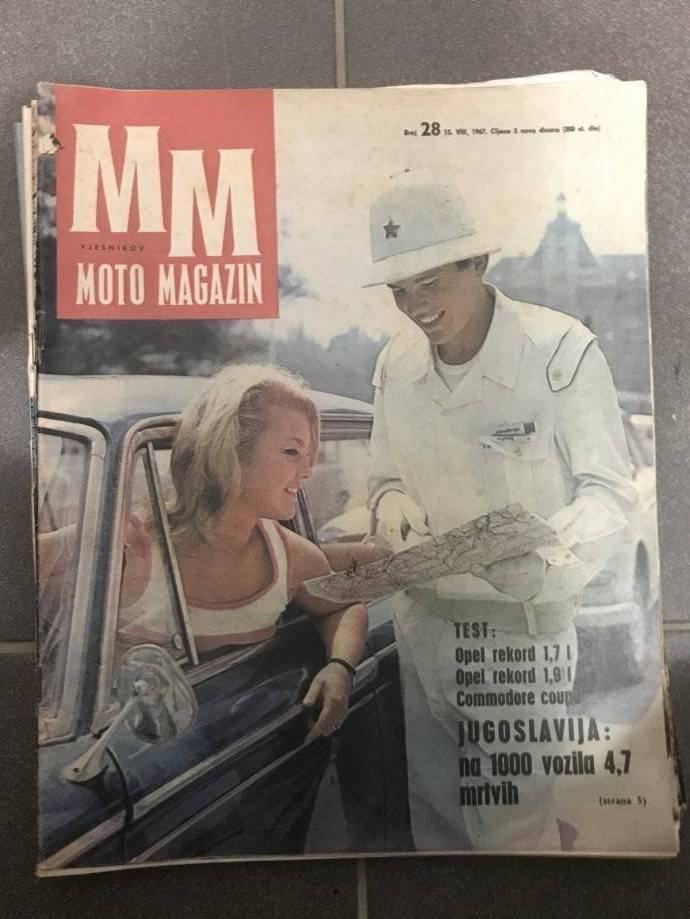 MM
VJESNIKOV
MOTO MAGAZIN
Broj 28 15. VIII, 1967. Cijena 2 nova dinara (200 st. din)
TEST:
Opel rekord 1,7 l
Opel rekord 1,9 l
Commodore coup
JUGOSLAVIJA:
na 1000 vozila 4,7
mrtvih
(strana 5)